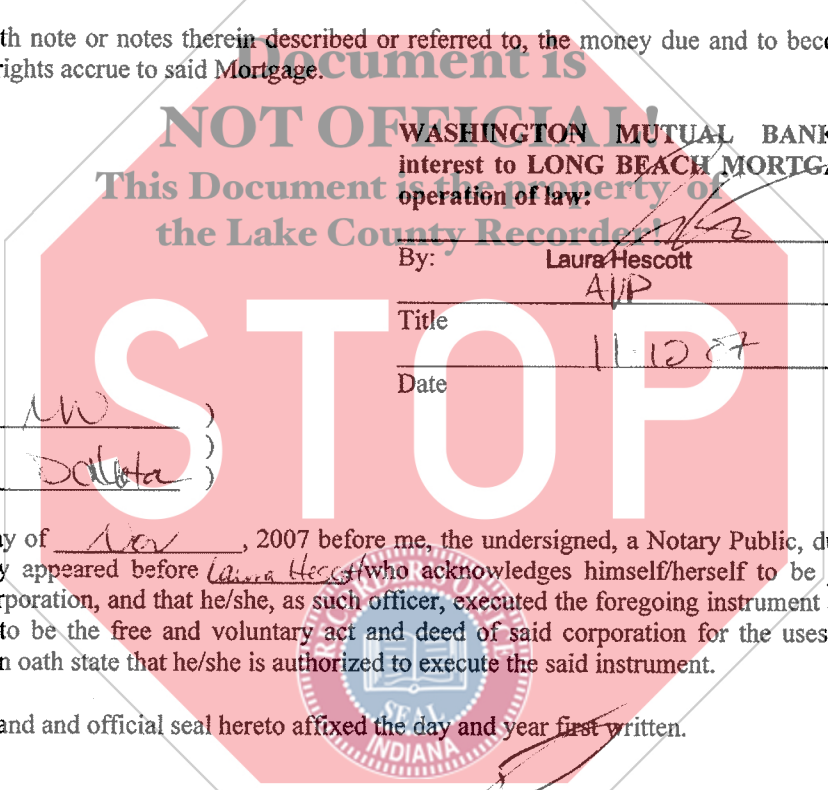 th note or notes therein described or referred to, the money due and to beco
rights accrue to said Mortgage.
Document is
NOT OFFICIAL!
This Document is the property of
the Lake County Recorder!
WASHINGTON MUTUAL BANK
interest to LONG BEACH MORTGA
operation of law:
By: Laura Hescott
AVP
Title
11 12 07
Date
STOP
MN )
)
Dakota )
ay of Nov, 2007 before me, the undersigned, a Notary Public, du
y appeared before Laura Hescott who acknowledges himself/herself to be
rporation, and that he/she, as such officer, executed the foregoing instrument
to be the free and voluntary act and deed of said corporation for the uses
n oath state that he/she is authorized to execute the said instrument.
and and official seal hereto affixed the day and year first written.
RECORDER'S OFFICE
SEAL
INDIANA